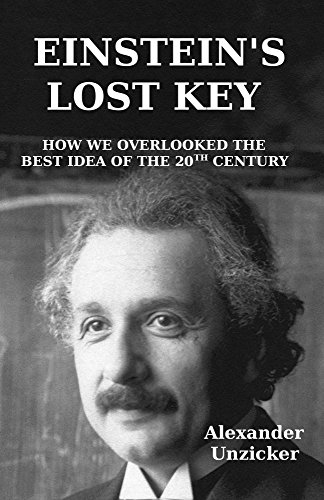 EINSTEIN'S
LOST KEY
HOW WE OVERLOOKED THE
BEST IDEA OF THE 20TH CENTURY
Alexander
Unzicker